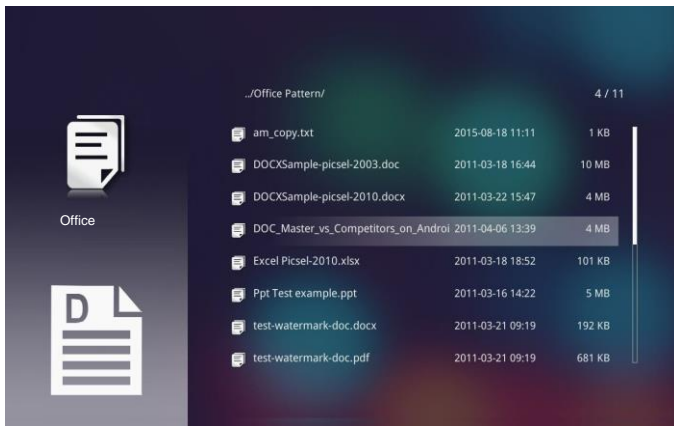 ../Office Pattern/ 4 / 11
am_copy.txt 2015-08-18 11:11 1 KB
DOCXSample-picsel-2003.doc 2011-03-18 16:44 10 MB
DOCXSample-picsel-2010.docx 2011-03-22 15:47 4 MB
Office
DOC_Master_vs_Competitors_on_Androi 2011-04-06 13:39 4 MB
Excel Picsel-2010.xlsx 2011-03-18 18:52 101 KB
Ppt Test example.ppt 2011-03-16 14:22 5 MB
D
test-watermark-doc.docx 2011-03-21 09:19 192 KB
test-watermark-doc.pdf 2011-03-21 09:19 681 KB